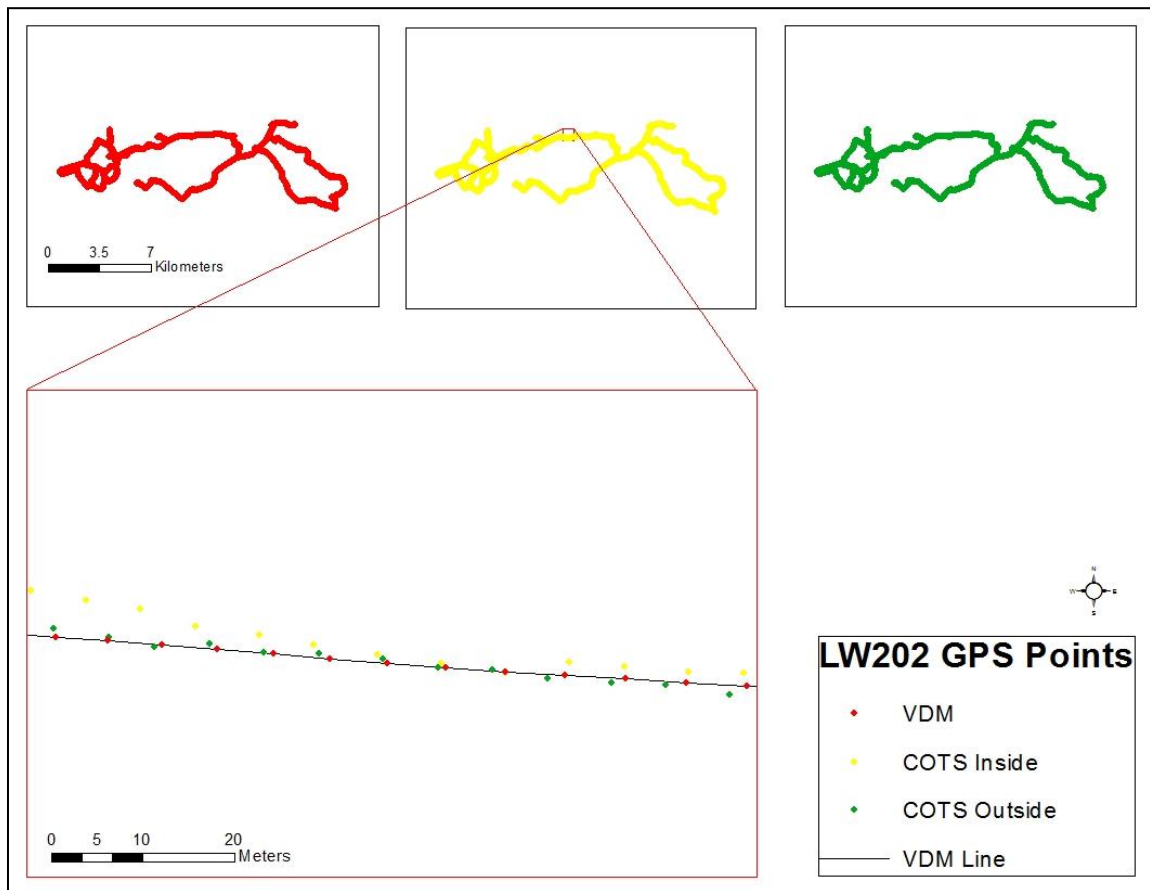 0 3.5 7
Kilometers
N
W E
S
LW202 GPS Points
VDM
COTS Inside
COTS Outside
VDM Line
0 5 10 20
Meters